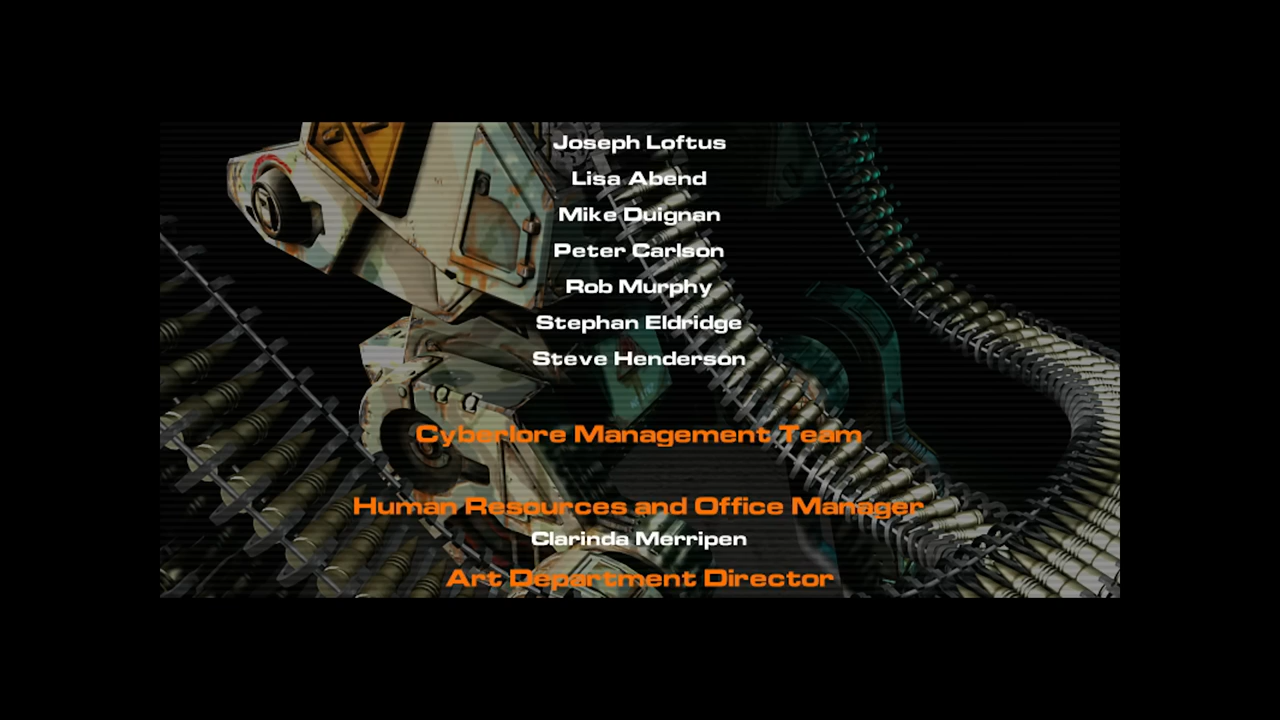 Joseph Loftus
Lisa Abend
Mike Duignan
Peter Carlson
Rob Murphy
Stephan Eldridge
Steve Henderson
Cyberlore Management Team
Human Resources and Office Manager
Clarinda Merripen
Art Department Director